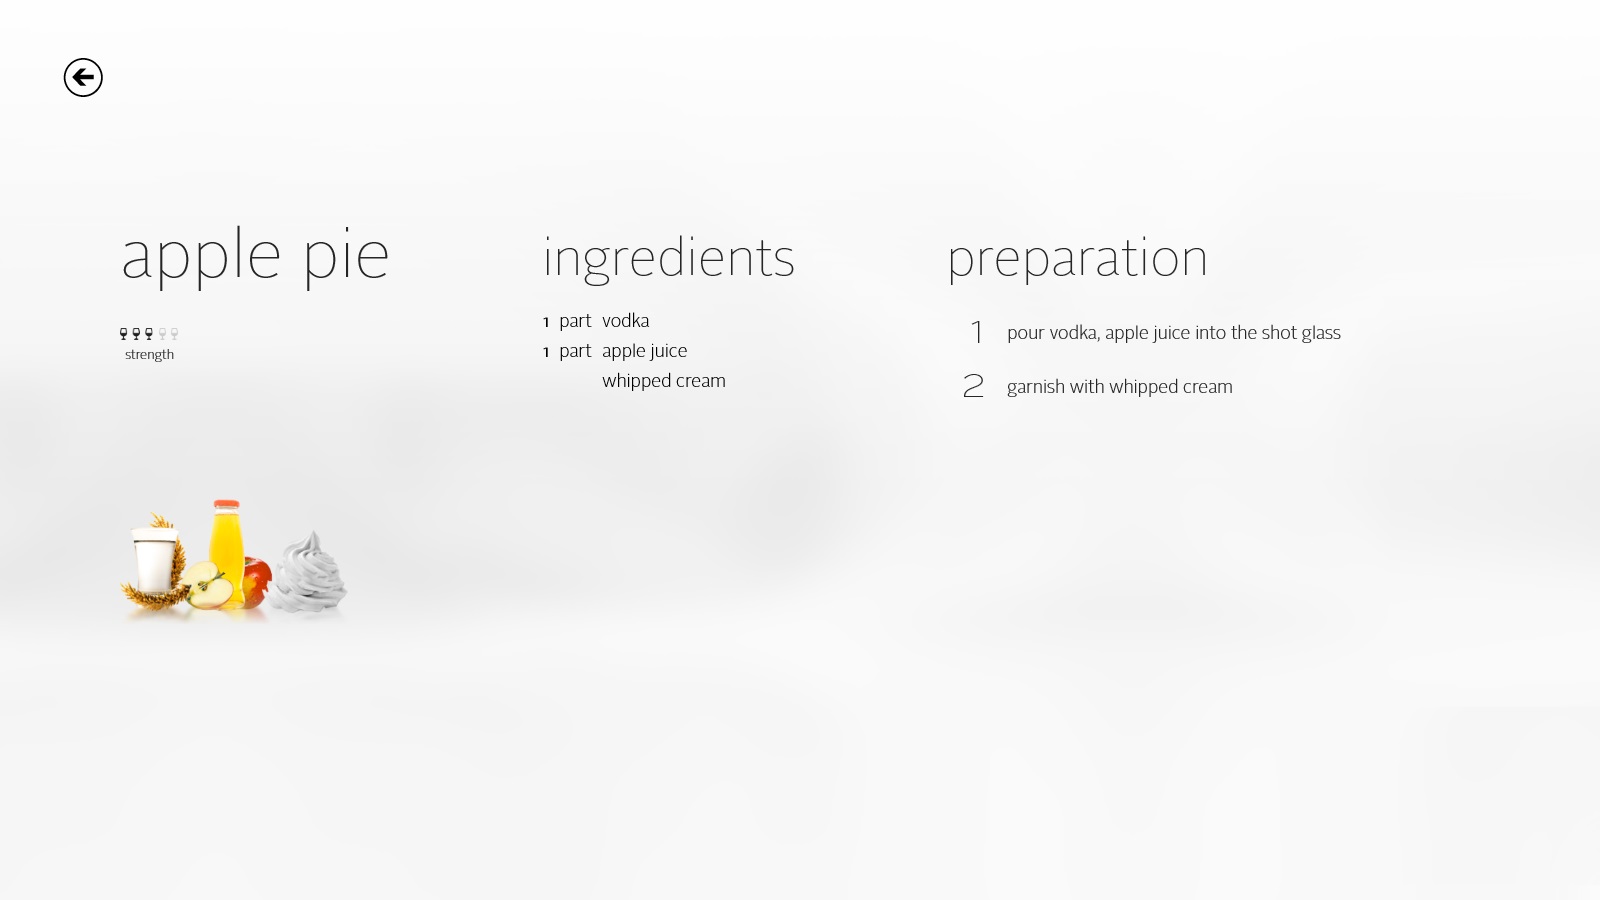 apple pie
strength
ingredients
1 part vodka
1 part apple juice
whipped cream
preparation
1 pour vodka, apple juice into the shot glass
2 garnish with whipped cream